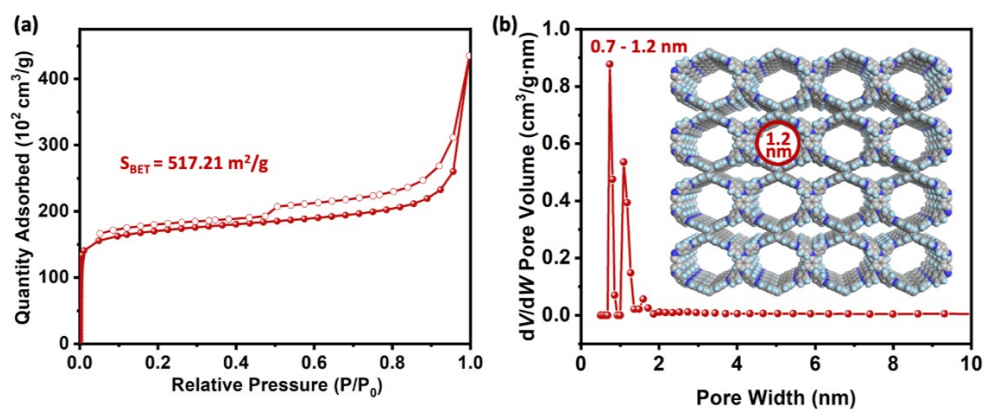 (a)
Quantity Adsorbed (10² cm³/g)
400
300
200
100
0
S_BET = 517.21 m²/g
0.0 0.2 0.4 0.6 0.8 1.0
Relative Pressure (P/P₀)
(b)
dV/dW Pore Volume (cm³/g·nm)
1.0
0.8
0.6
0.4
0.2
0.0
0.7 - 1.2 nm
1.2
nm
0 2 4 6 8 10
Pore Width (nm)